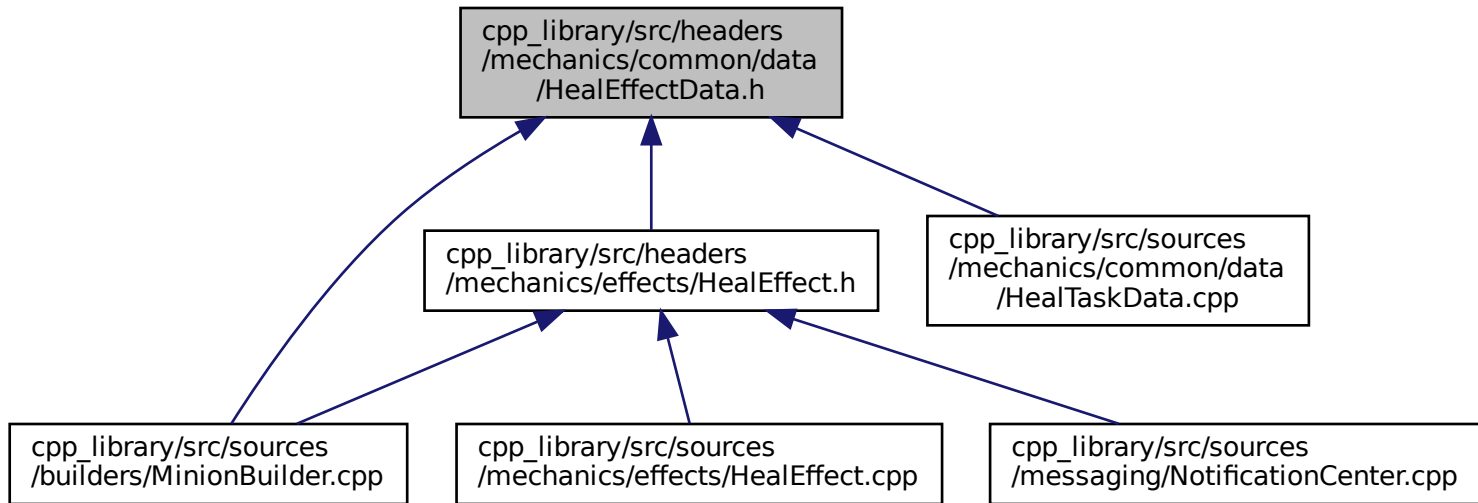 cpp_library/src/headers
/mechanics/common/data
/HealEffectData.h
cpp_library/src/headers
/mechanics/effects/HealEffect.h
cpp_library/src/sources
/mechanics/common/data
/HealTaskData.cpp
cpp_library/src/sources
/builders/MinionBuilder.cpp
cpp_library/src/sources
/mechanics/effects/HealEffect.cpp
cpp_library/src/sources
/messaging/NotificationCenter.cpp